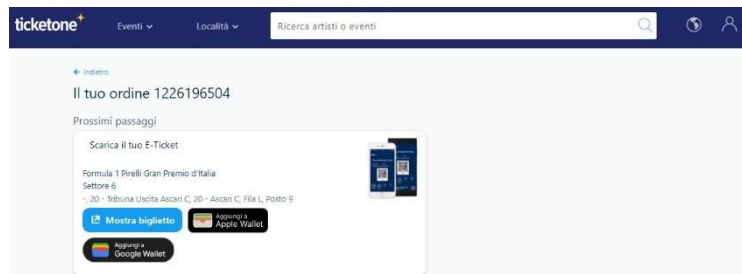 ticketone
Eventi
Località
Ricerca artisti o eventi
Indietro
Il tuo ordine 1226196504
Prossimi passaggi
Scarica il tuo E-Ticket
Formula 1 Pirelli Gran Premio d'Italia
Settore 6
-, 20 - Tribuna Uscita Ascari C, 20 - Ascari C, Fila L, Posto 9
Mostra biglietto
Aggiungi a
Apple Wallet
Aggiungi a
Google Wallet